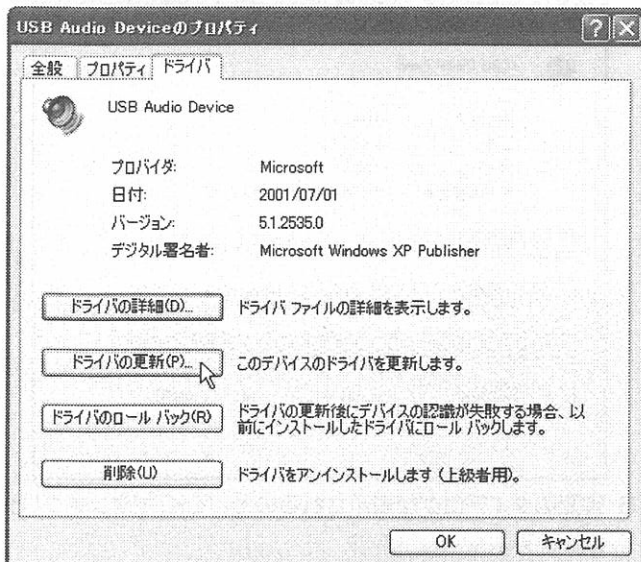 USB Audio Deviceのプロパティ
全般 プロパティ ドライバ
USB Audio Device
プロバイダ: Microsoft
日付: 2001/07/01
バージョン: 5.1.2535.0
デジタル署名者: Microsoft Windows XP Publisher
ドライバの詳細(D)... ドライバ ファイルの詳細を表示します。
ドライバの更新(P)... このデバイスのドライバを更新します。
ドライバのロール バック(R) ドライバの更新後にデバイスの認識が失敗する場合、以
前にインストールしたドライバにロール バックします。
削除(U) ドライバをアンインストールします (上級者用)。
OK キャンセル